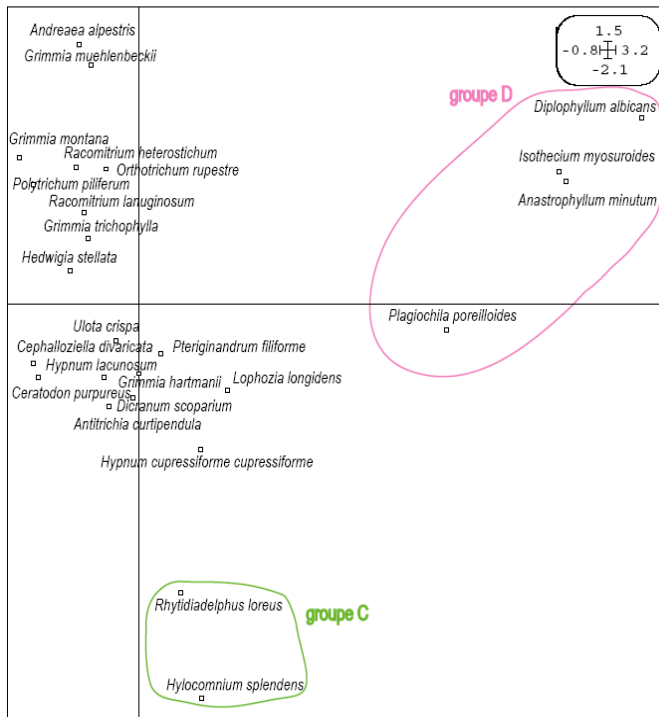 Andreaea alpestris
Grimmia muehlenbeckii
1.5
-0.8 3.2
-2.1
groupe D
Diplophyllum albicans
Grimmia montana
Racomitrium heterostichum
Isothecium myosuroides
Orthotrichum rupestre
Polytrichum piliferum
Anastrophyllum minutum
Racomitrium lanuginosum
Grimmia trichophylla
Hedwigia stellata
Plagiochila poreilloides
Ulota crispa
Cephalloziella divaricata
Pteriginandrum filiforme
Hypnum lacunosum
Grimmia hartmanii
Lophozia longidens
Ceratodon purpureus
Dicranum scoparium
Antitrichia curtipendula
Hypnum cupressiforme cupressiforme
Rhytidiadelphus loreus
groupe C
Hylocomnium splendens